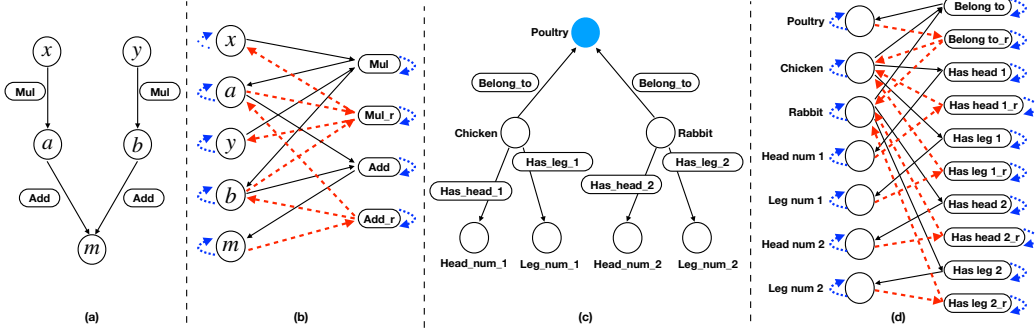 x
y
Mul
Mul
a
b
Add
Add
m
(a)
x
a
y
b
m
Mul
Mul_r
Add
Add_r
(b)
Poultry
Belong_to
Belong_to
Chicken
Rabbit
Has_leg_1
Has_leg_2
Has_head_1
Has_head_2
Head_num_1
Leg_num_1
Head_num_2
Leg_num_2
(c)
Poultry
Chicken
Rabbit
Head num 1
Leg num 1
Head num 2
Leg num 2
Belong to
Belong to_r
Has head 1
Has head 1_r
Has leg 1
Has leg 1_r
Has head 2
Has head 2_r
Has leg 2
Has leg 2_r
(d)